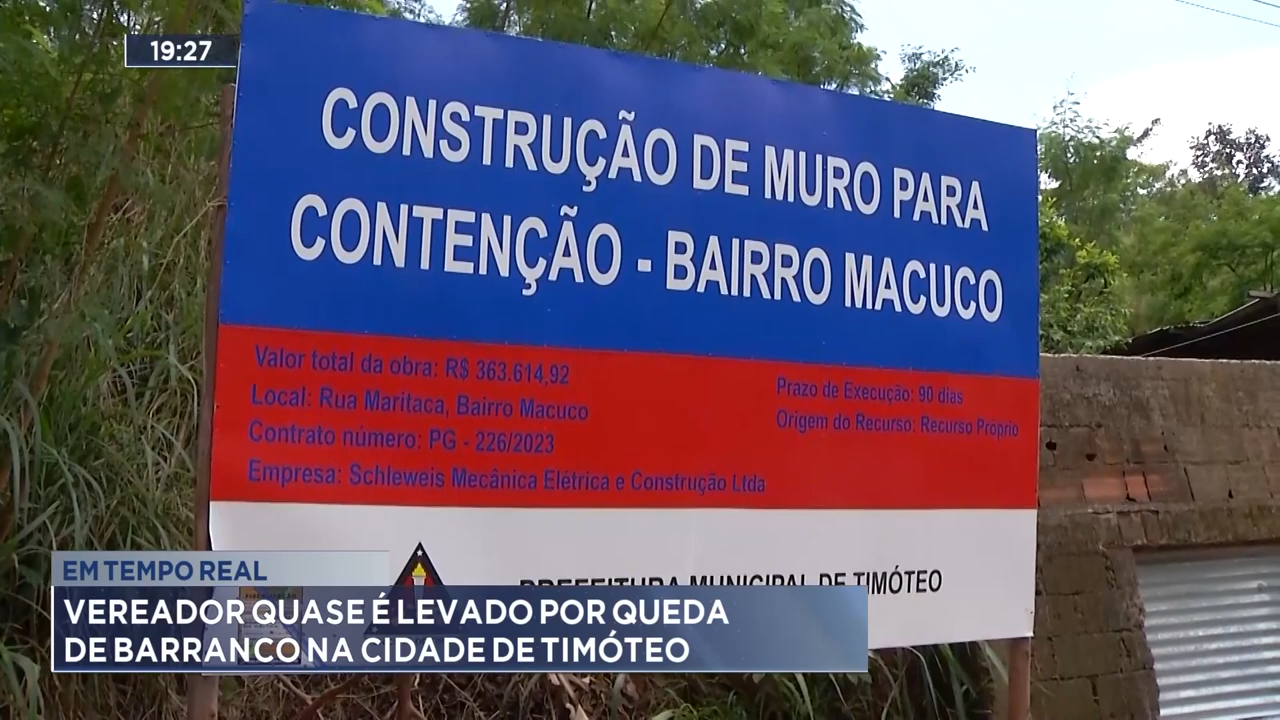 19:27
CONSTRUÇÃO DE MURO PARA
CONTENÇÃO - BAIRRO MACUCO
Valor total da obra: R$ 363.614,92
Local: Rua Maritaca, Bairro Macuco
Contrato número: PG - 226/2023
Empresa: Schleweis Mecânica Elétrica e Construção Ltda
Prazo de Execução: 90 dias
Origem do Recurso: Recurso Proprio
PREFEITURA MUNICIPAL DE TIMÓTEO
EM TEMPO REAL
VEREADOR QUASE É LEVADO POR QUEDA
DE BARRANCO NA CIDADE DE TIMÓTEO